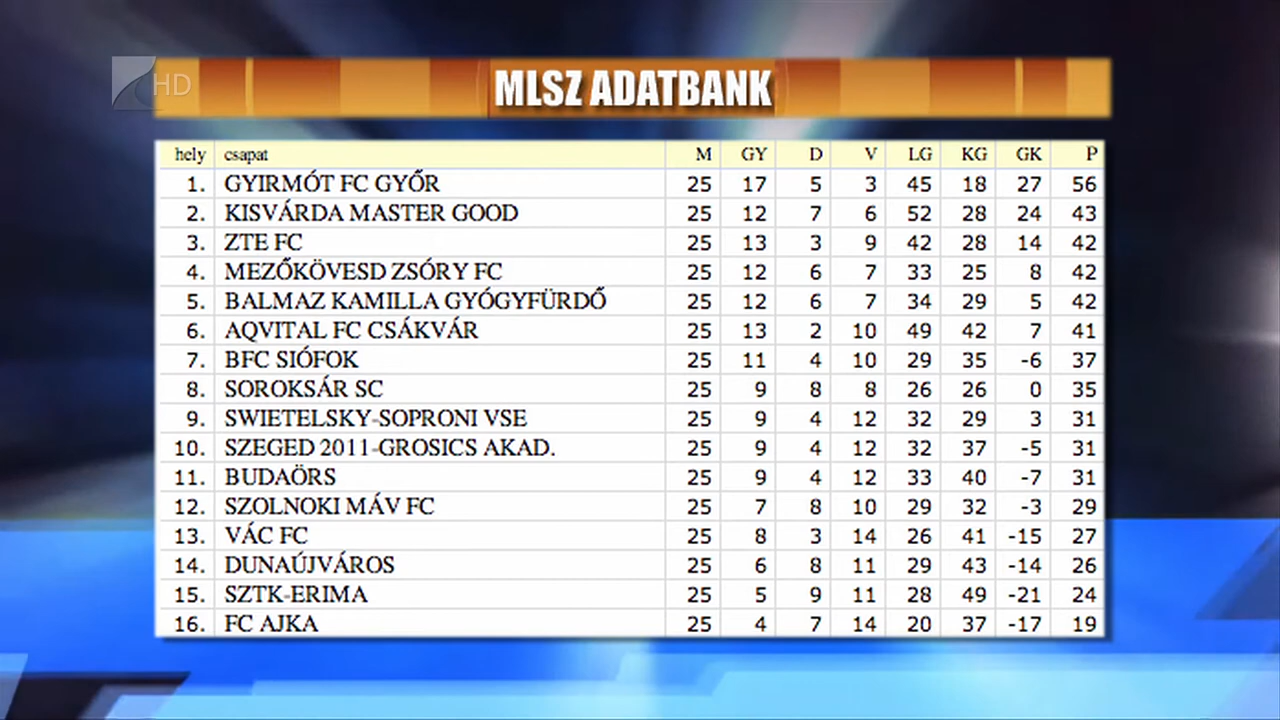 HD
MLSZ ADATBANK
hely csapat M GY D V LG KG GK P
1. GYIRMÓT FC GYŐR 25 17 5 3 45 18 27 56
2. KISVÁRDA MASTER GOOD 25 12 7 6 52 28 24 43
3. ZTE FC 25 13 3 9 42 28 14 42
4. MEZŐKÖVESD ZSÓRY FC 25 12 6 7 33 25 8 42
5. BALMAZ KAMILLA GYÓGYFÜRDŐ 25 12 6 7 34 29 5 42
6. AQVITAL FC CSÁKVÁR 25 13 2 10 49 42 7 41
7. BFC SIÓFOK 25 11 4 10 29 35 -6 37
8. SOROKSÁR SC 25 9 8 8 26 26 0 35
9. SWIETELSKY-SOPRONI VSE 25 9 4 12 32 29 3 31
10. SZEGED 2011-GROSICS AKAD. 25 9 4 12 32 37 -5 31
11. BUDAÖRS 25 9 4 12 33 40 -7 31
12. SZOLNOKI MÁV FC 25 7 8 10 29 32 -3 29
13. VÁC FC 25 8 3 14 26 41 -15 27
14. DUNAÚJVÁROS 25 6 8 11 29 43 -14 26
15. SZTK-ERIMA 25 5 9 11 28 49 -21 24
16. FC AJKA 25 4 7 14 20 37 -17 19